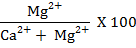 Mg²⁺
Ca²⁺ + Mg²⁺ X 100